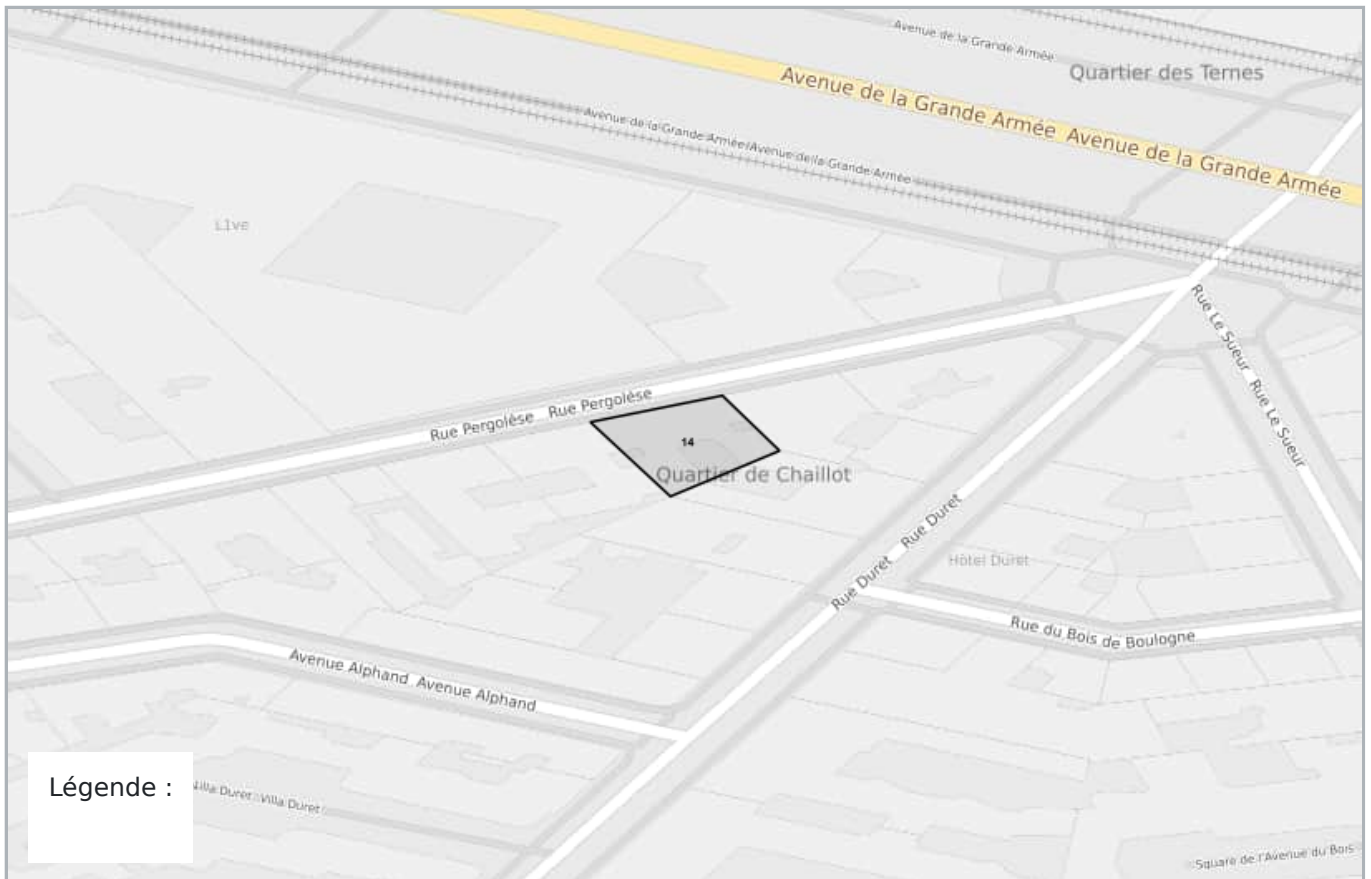 Avenue de la Grande Armée
Quartier des Ternes
Avenue de la Grande Armée Avenue de la Grande Armée
Avenue de la Grande Armée Avenue de la Grande Armée
L1ve
Rue Le Sueur Rue Le Sueur
Rue Pergolèse Rue Pergolèse
14
Quartier de Chaillot
Rue Duret Rue Duret
Hôtel Duret
Rue du Bois de Boulogne
Avenue Alphand Avenue Alphand
Légende :
Villa Duret Villa Duret
Square de l'Avenue du Bois